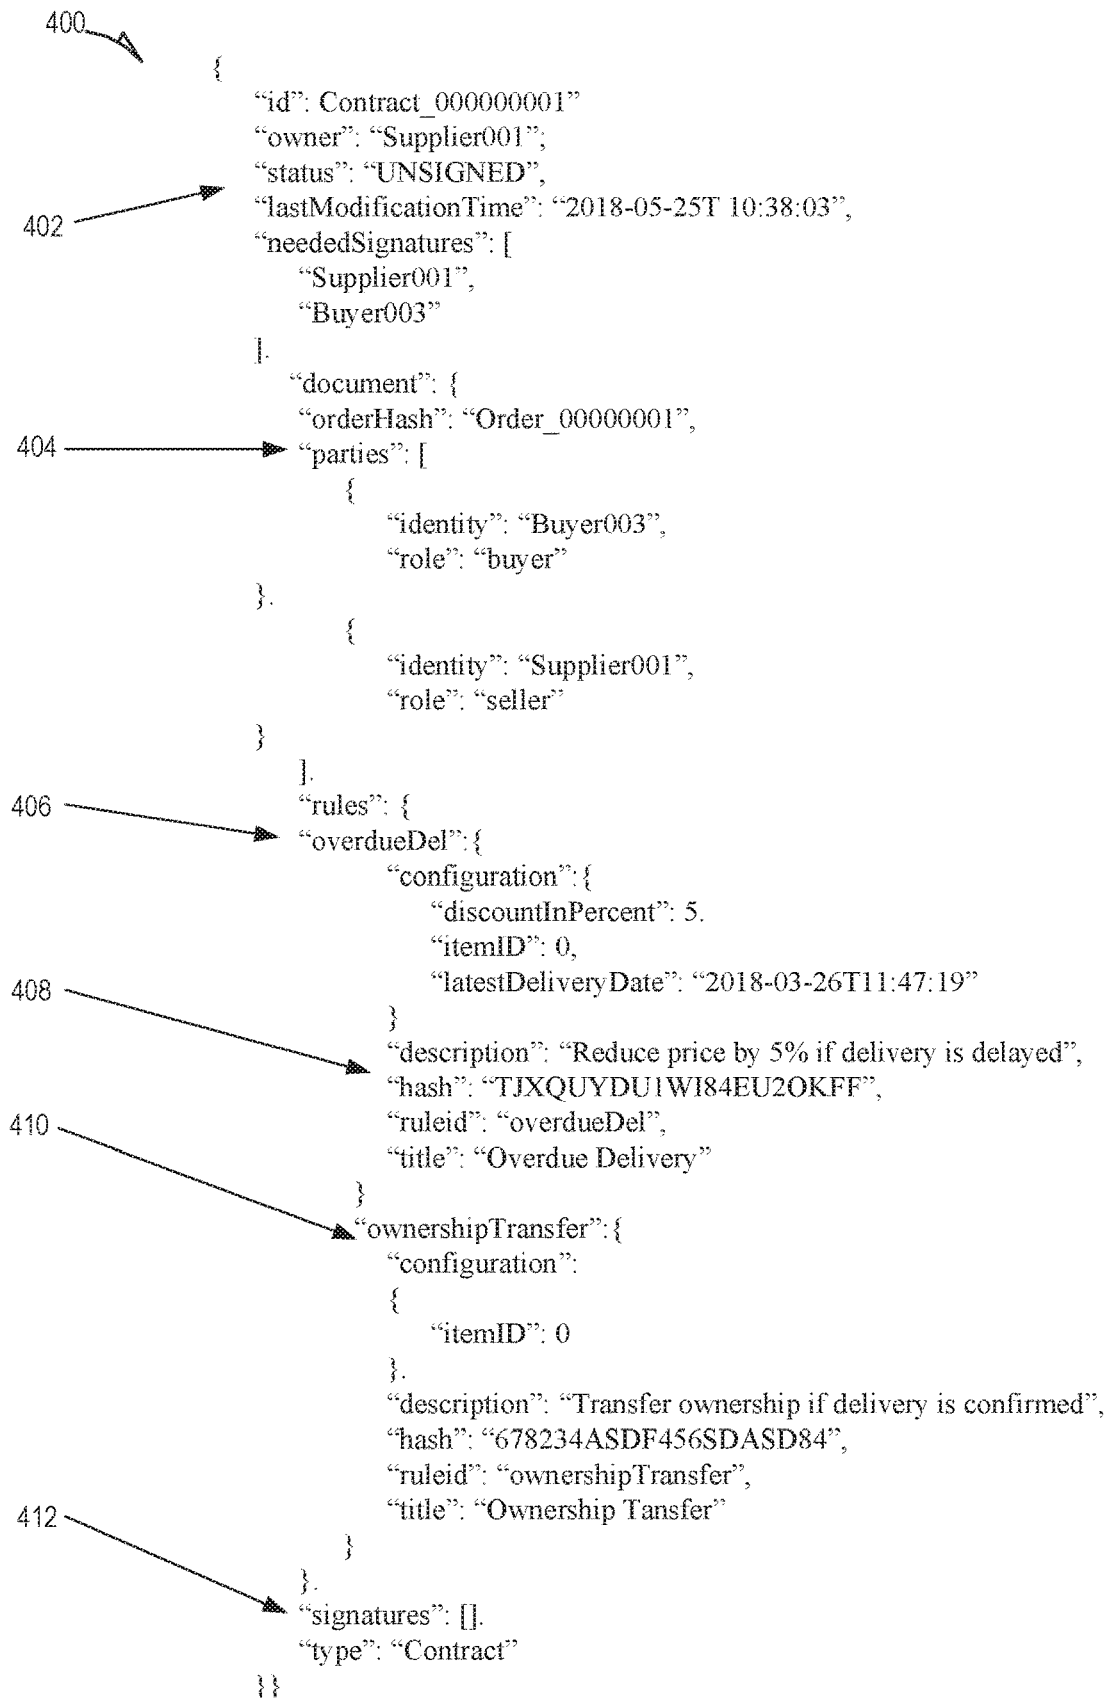 400
{
“id”: Contract_000000001”
“owner”: “Supplier001”;
“status”: “UNSIGNED”,
402
“lastModificationTime”: “2018-05-25T 10:38:03”,
“neededSignatures”: [
“Supplier001”,
“Buyer003”
].
“document”: {
“orderHash”: “Order_00000001”,
404
“parties”: [
{
“identity”: “Buyer003”,
“role”: “buyer”
}.
{
“identity”: “Supplier001”,
“role”: “seller”
}
].
406
“rules”: {
“overdueDel”:{
“configuration”:{
“discountInPercent”: 5.
“itemID”: 0,
408
“latestDeliveryDate”: “2018-03-26T11:47:19”
}
“description”: “Reduce price by 5% if delivery is delayed”,
“hash”: “TJXQUYDU1WI84EU2OKFF”,
410
“ruleid”: “overdueDel”,
“title”: “Overdue Delivery”
}
“ownershipTransfer”:{
“configuration”:
{
“itemID”: 0
}.
“description”: “Transfer ownership if delivery is confirmed”,
“hash”: “678234ASDF456SDASD84”,
“ruleid”: “ownershipTransfer”,
“title”: “Ownership Tansfer”
412
}
}.
“signatures”: [].
“type”: “Contract”
}}